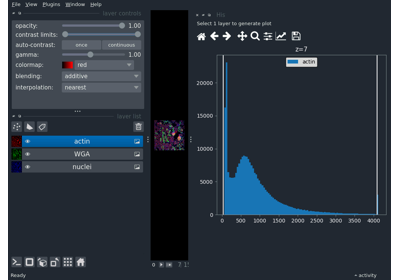 File View Plugins Window Help
layer controls
opacity: 1.00
contrast limits:
auto-contrast: once continuous
gamma: 1.00
colormap: red
blending: additive
interpolation: nearest
layer list
actin
WGA
nuclei
Ready
0
Select 1 layer to generate plot
z=7
actin
20000
15000
10000
5000
0
0 500 1000 1500 2000 2500 3000 3500 4000
activity